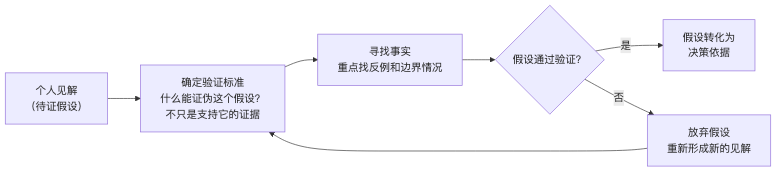 个人见解
（待证假设）
确定验证标准
什么能证伪这个假设？
不只是支持它的证据
寻找事实
重点找反例和边界情况
假设通过验证？
是
假设转化为
决策依据
否
放弃假设
重新形成新的见解